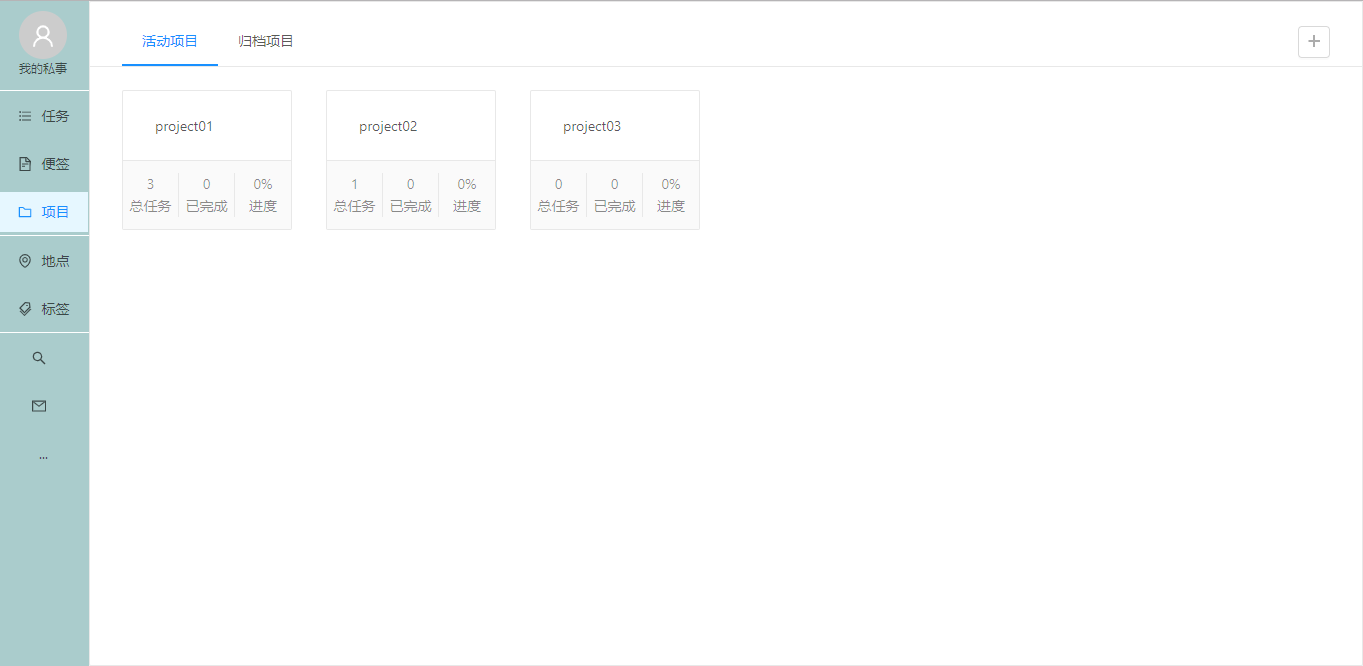 我的私事
任务
便签
项目
地点
标签
...
活动项目 归档项目
project01
3 0 0%
总任务 已完成 进度
project02
1 0 0%
总任务 已完成 进度
project03
0 0 0%
总任务 已完成 进度